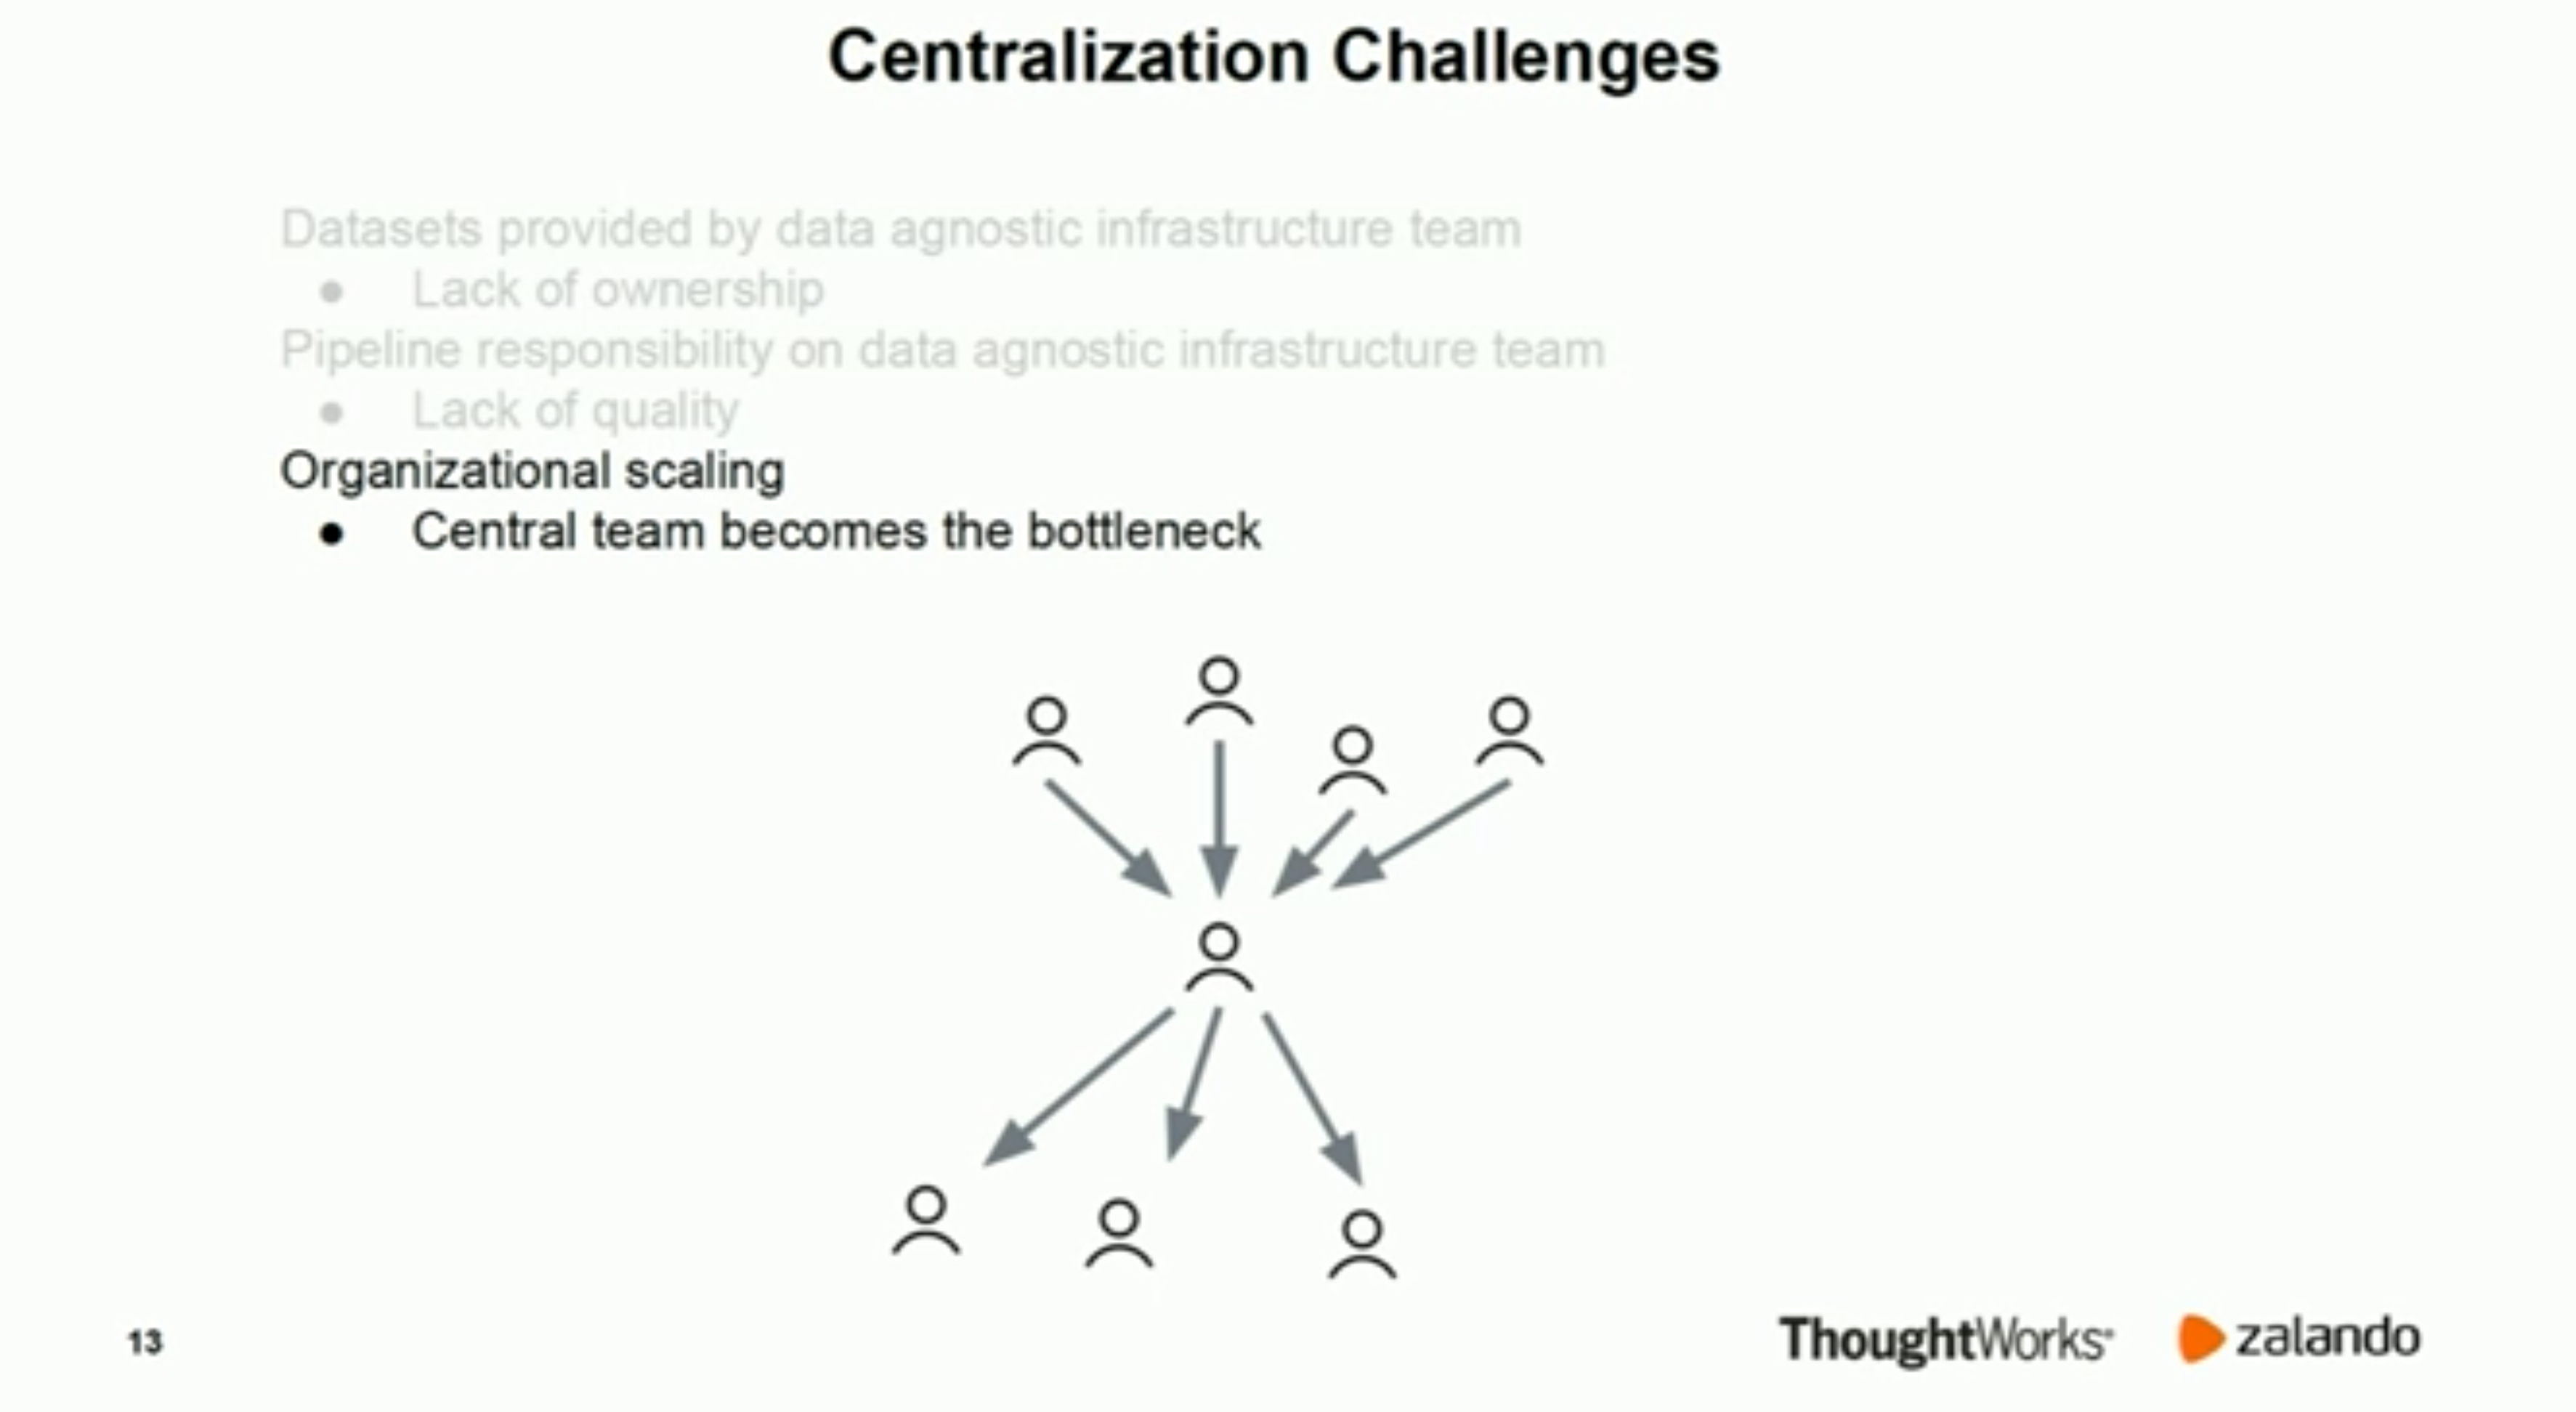 Centralization Challenges
Datasets provided by data agnostic infrastructure team
● Lack of ownership
Pipeline responsibility on data agnostic infrastructure team
● Lack of quality
Organizational scaling
● Central team becomes the bottleneck
13
ThoughtWorks®
zalando